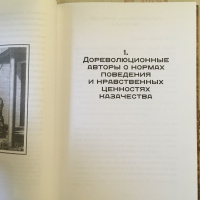 1.
Дореволюционные
авторы о нормах
поведения
и нравственных
ценностях
казачества